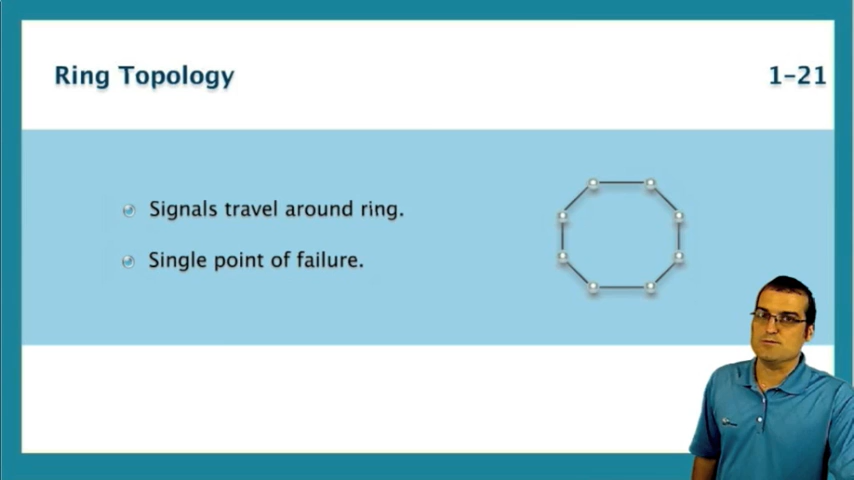 Ring Topology
1-21
Signals travel around ring.
Single point of failure.